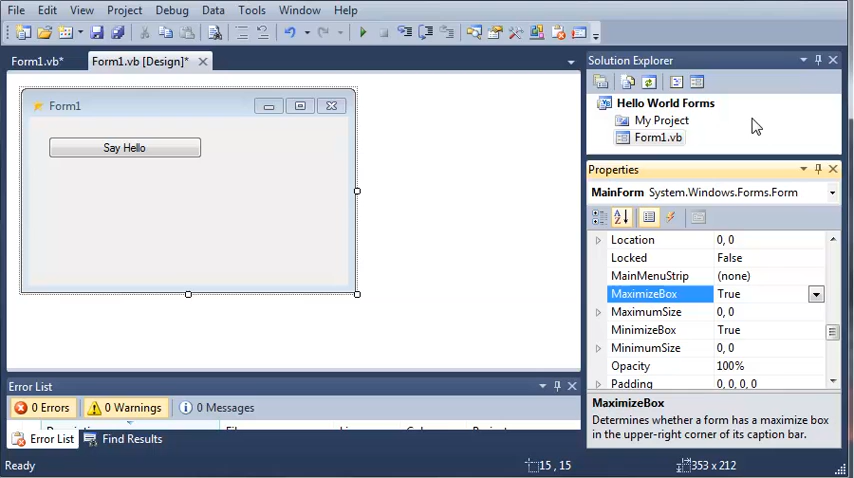 File Edit View Project Debug Data Tools Window Help
Form1.vb* Form1.vb [Design]*
Form1
Say Hello
Solution Explorer
Hello World Forms
My Project
Form1.vb
Properties
MainForm System.Windows.Forms.Form
Location 0, 0
Locked False
MainMenuStrip (none)
MaximizeBox True
MaximumSize 0, 0
MinimizeBox True
MinimumSize 0, 0
Opacity 100%
Padding 0, 0, 0, 0
MaximizeBox
Determines whether a form has a maximize box
in the upper-right corner of its caption bar.
Error List
0 Errors 0 Warnings 0 Messages
Error List Find Results
Ready 15 , 15 353 x 212